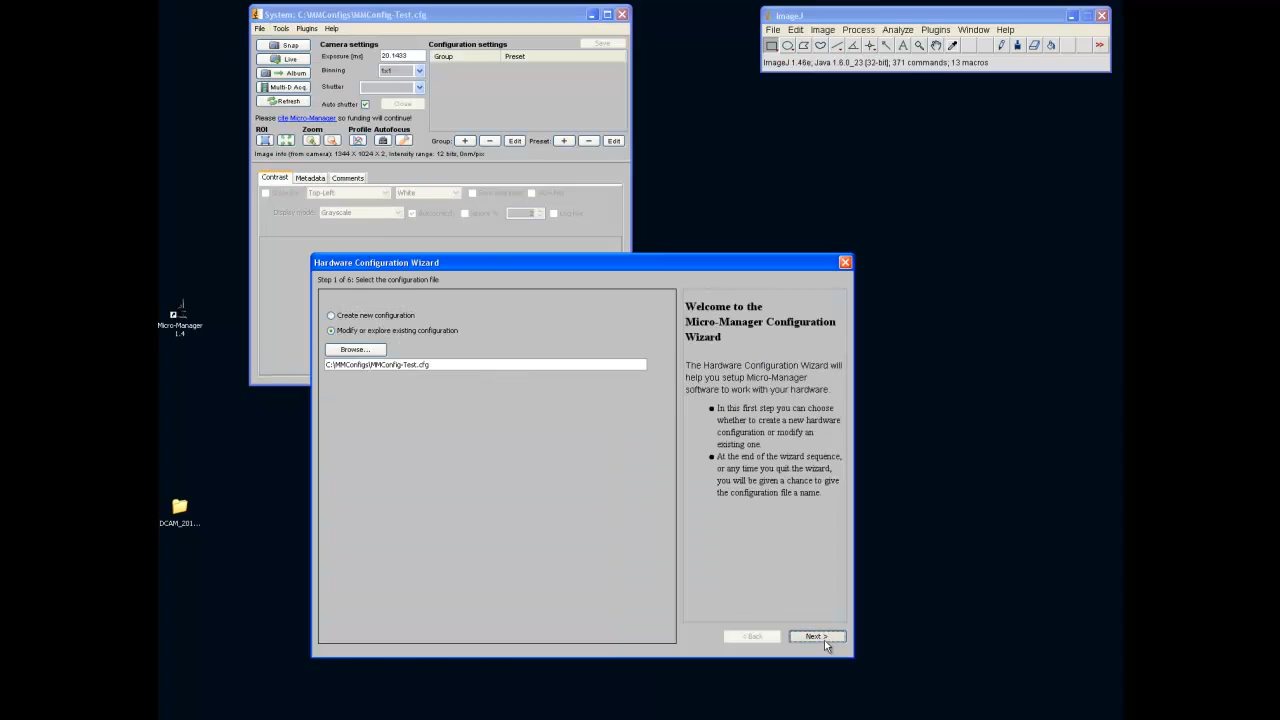 System: C:\MMConfigs\MMConfig-Test.cfg
File Tools Plugins Help
Snap
Live
Album
Multi-D Acq.
Refresh
Camera settings
Exposure [ms] 20.1433
Binning 1x1
Shutter
Auto shutter Close
Configuration settings Save
Group Preset
Please cite Micro-Manager so funding will continue!
ROI Zoom Profile Autofocus
Group: + - Edit Preset: + - Edit
Image info (from camera): 1344 X 1024 X 2, Intensity range: 12 bits, 0nm/pix
Contrast Metadata Comments
Top-Left White
Display mode: Grayscale
ImageJ
File Edit Image Process Analyze Plugins Window Help
>>
ImageJ 1.46e; Java 1.6.0_23 [32-bit]; 371 commands; 13 macros
Micro-Manager
1.4
DCAM_201...
Hardware Configuration Wizard
Step 1 of 6: Select the configuration file
Create new configuration
Modify or explore existing configuration
Browse...
C:\MMConfigs\MMConfig-Test.cfg
Welcome to the
Micro-Manager Configuration
Wizard
The Hardware Configuration Wizard will
help you setup Micro-Manager
software to work with your hardware.
In this first step you can choose
whether to create a new hardware
configuration or modify an
existing one.
At the end of the wizard sequence,
or any time you quit the wizard,
you will be given a chance to give
the configuration file a name.
< Back Next >